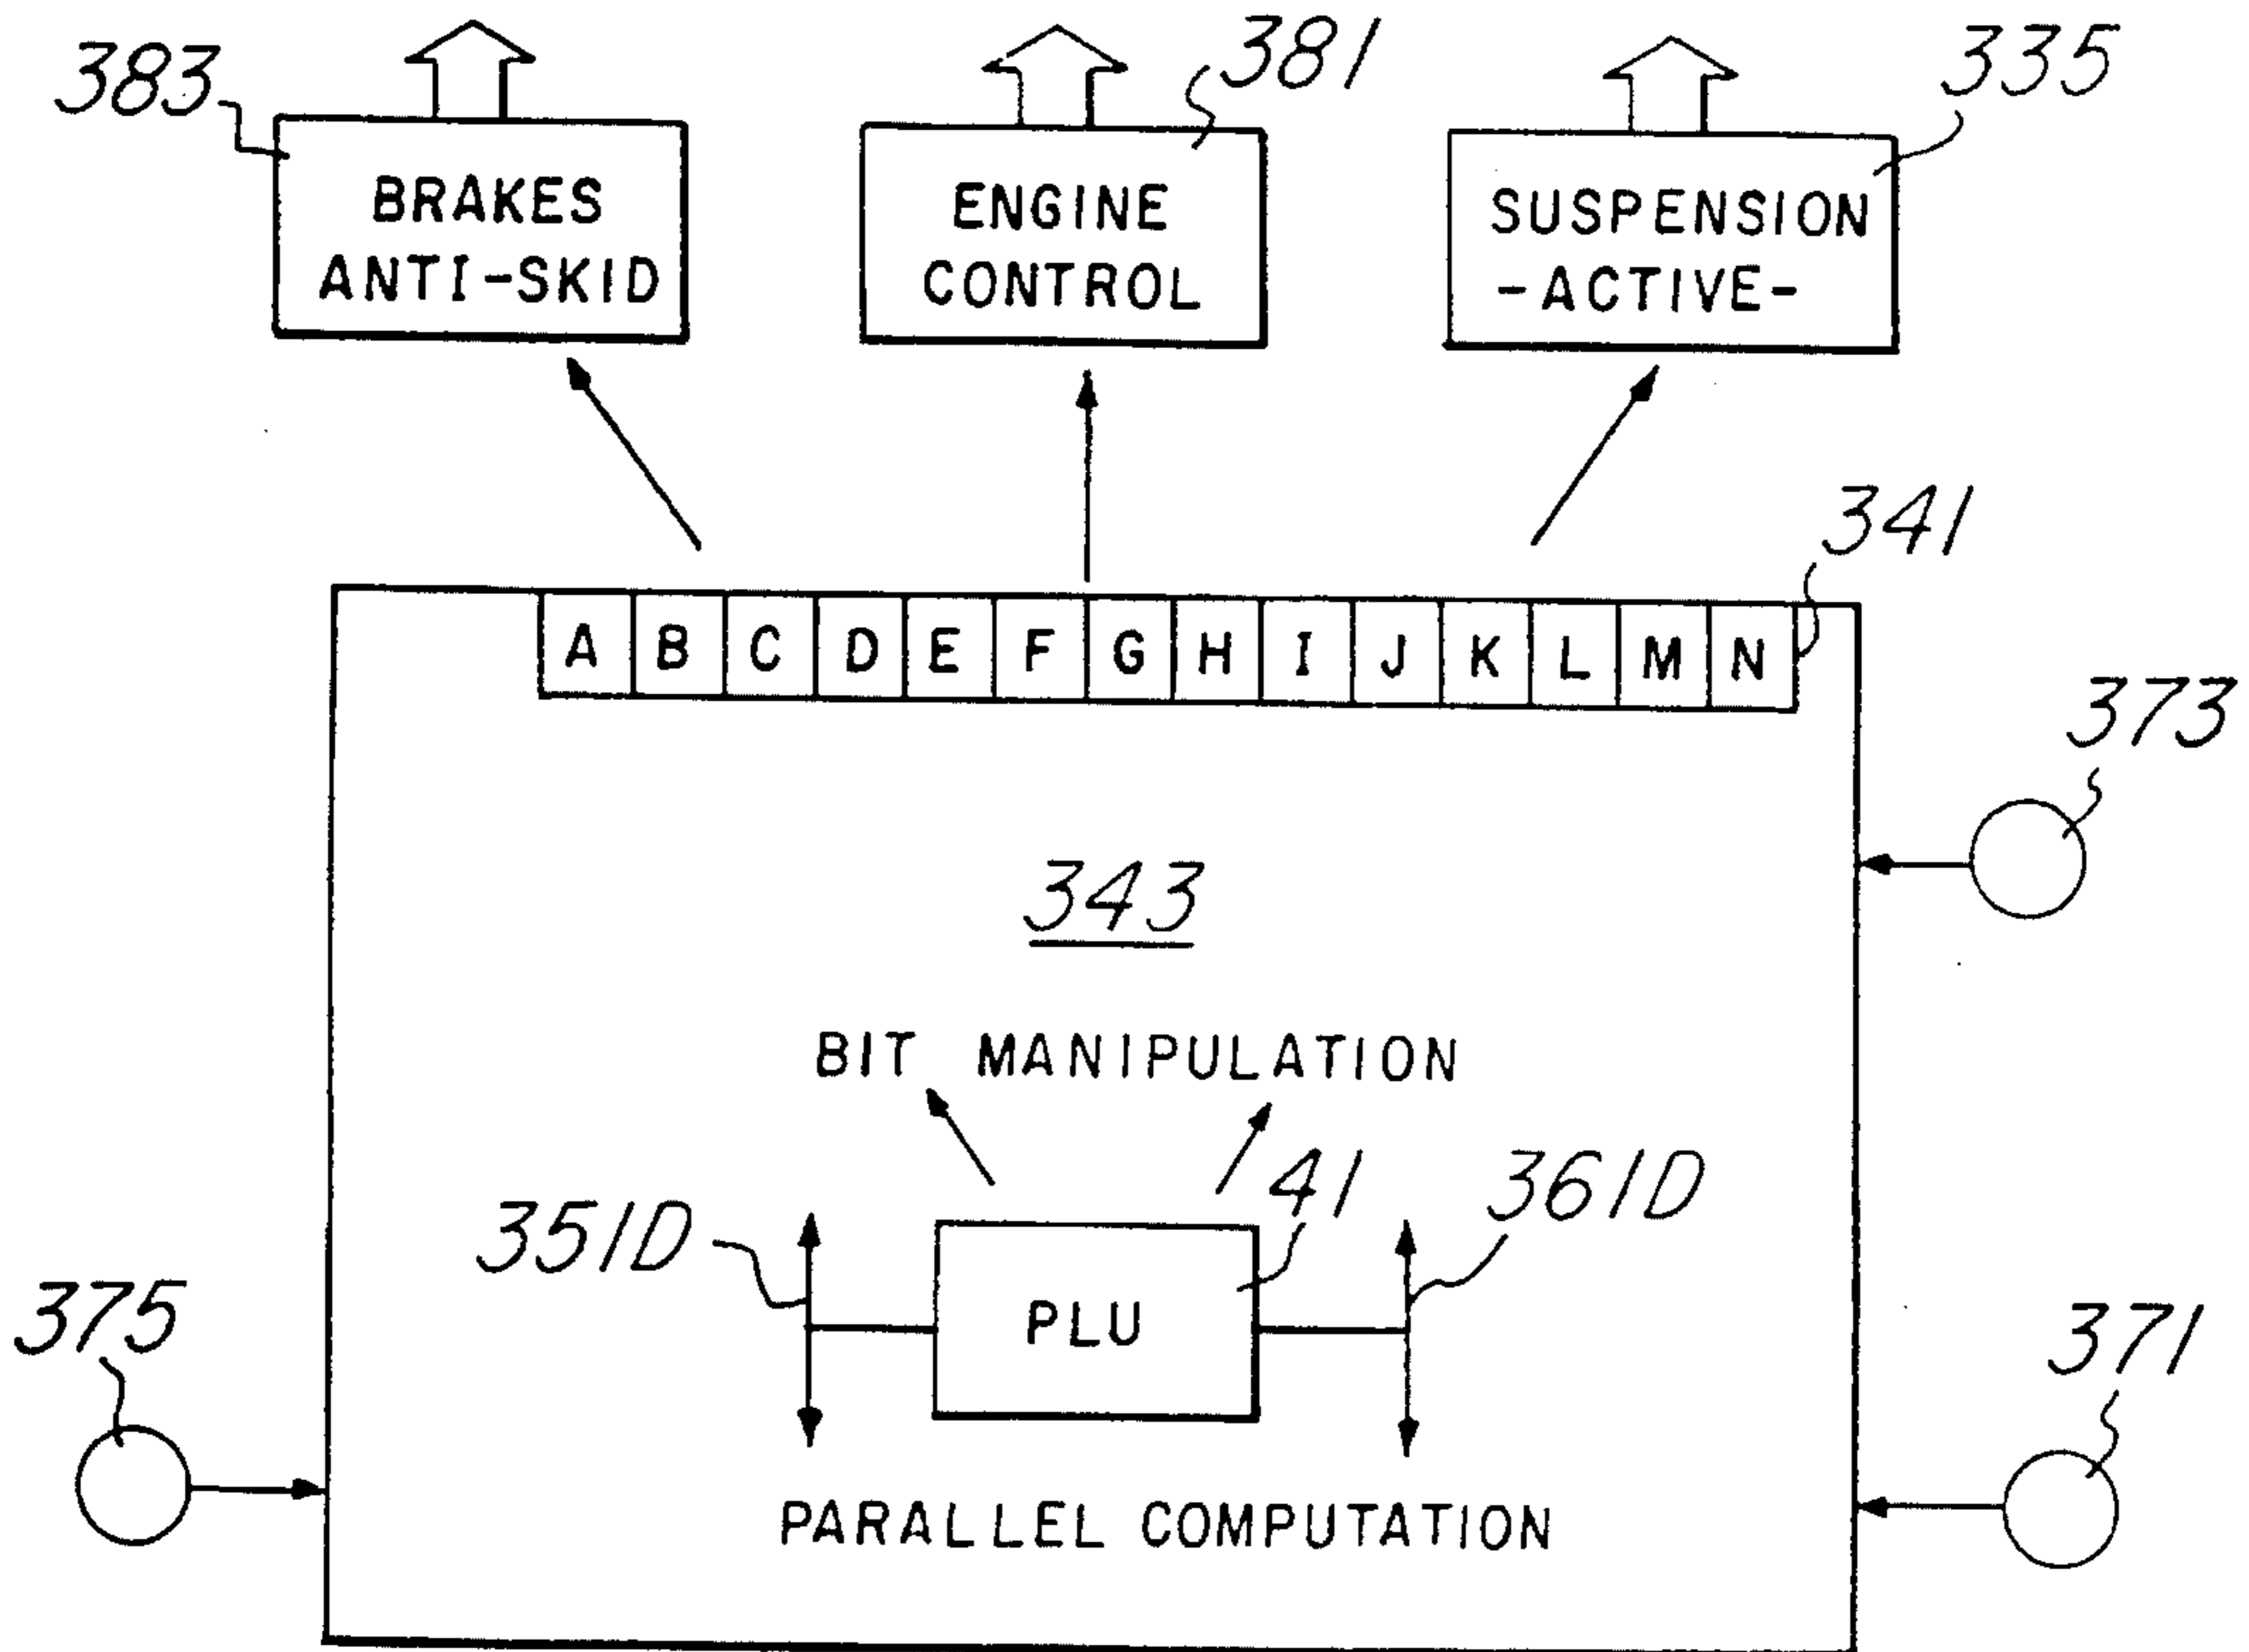 383
381
335
BRAKES
ANTI-SKID
ENGINE
CONTROL
SUSPENSION
-ACTIVE-
341
A B C D E F G H I J K L M N
373
343
BIT MANIPULATION
351D
41
361D
PLU
375
371
PARALLEL COMPUTATION